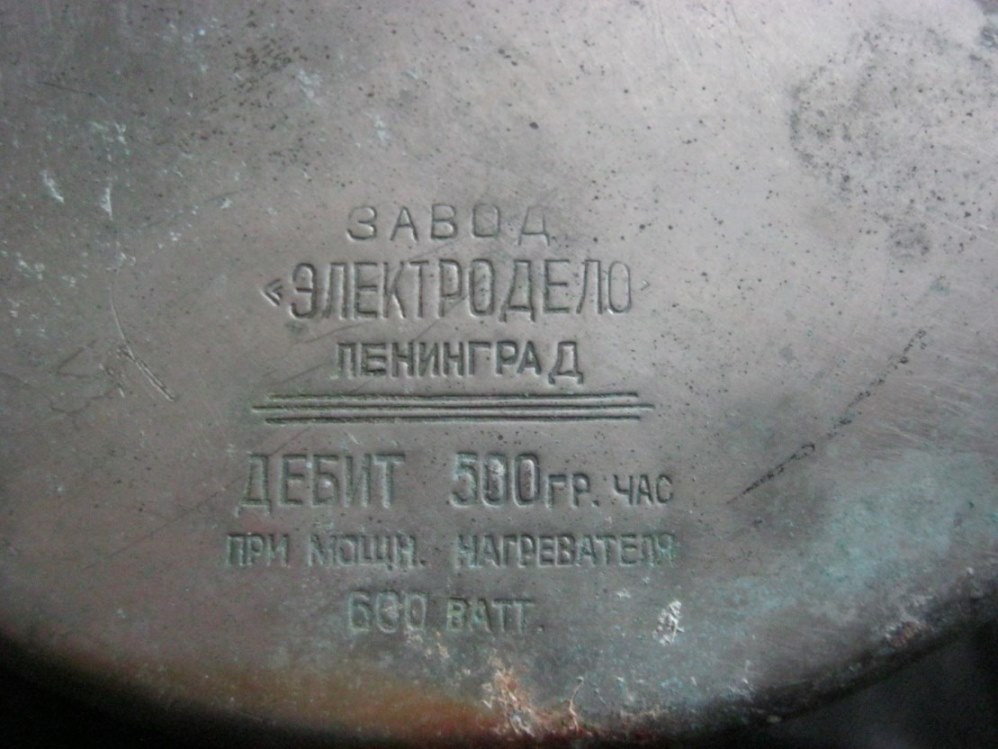 ЗАВОД
«ЭЛЕКТРОДЕЛО»
ЛЕНИНГРАД
ДЕБИТ 500 ГР. ЧАС
ПРИ МОЩН. НАГРЕВАТЕЛЯ
600 ВАТТ.